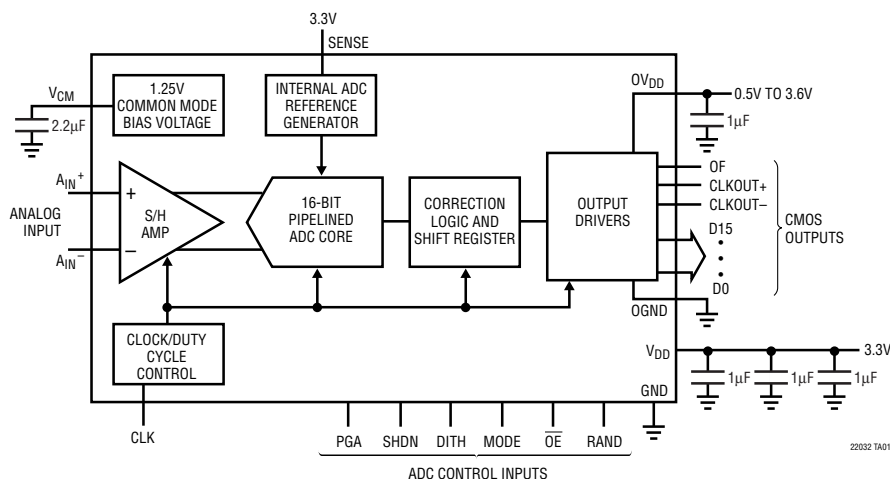 3.3V
SENSE
VCM
2.2µF
1.25V
COMMON MODE
BIAS VOLTAGE
INTERNAL ADC
REFERENCE
GENERATOR
OVDD
0.5V TO 3.6V
1µF
AIN+
ANALOG
INPUT
AIN−
+
−
S/H
AMP
16-BIT
PIPELINED
ADC CORE
CORRECTION
LOGIC AND
SHIFT REGISTER
OUTPUT
DRIVERS
OF
CLKOUT+
CLKOUT−
D15
•
•
•
D0
CMOS
OUTPUTS
OGND
CLOCK/DUTY
CYCLE
CONTROL
VDD
3.3V
1µF
1µF
1µF
GND
CLK
PGA
SHDN
DITH
MODE
O̅E̅
RAND
ADC CONTROL INPUTS
22032 TA01